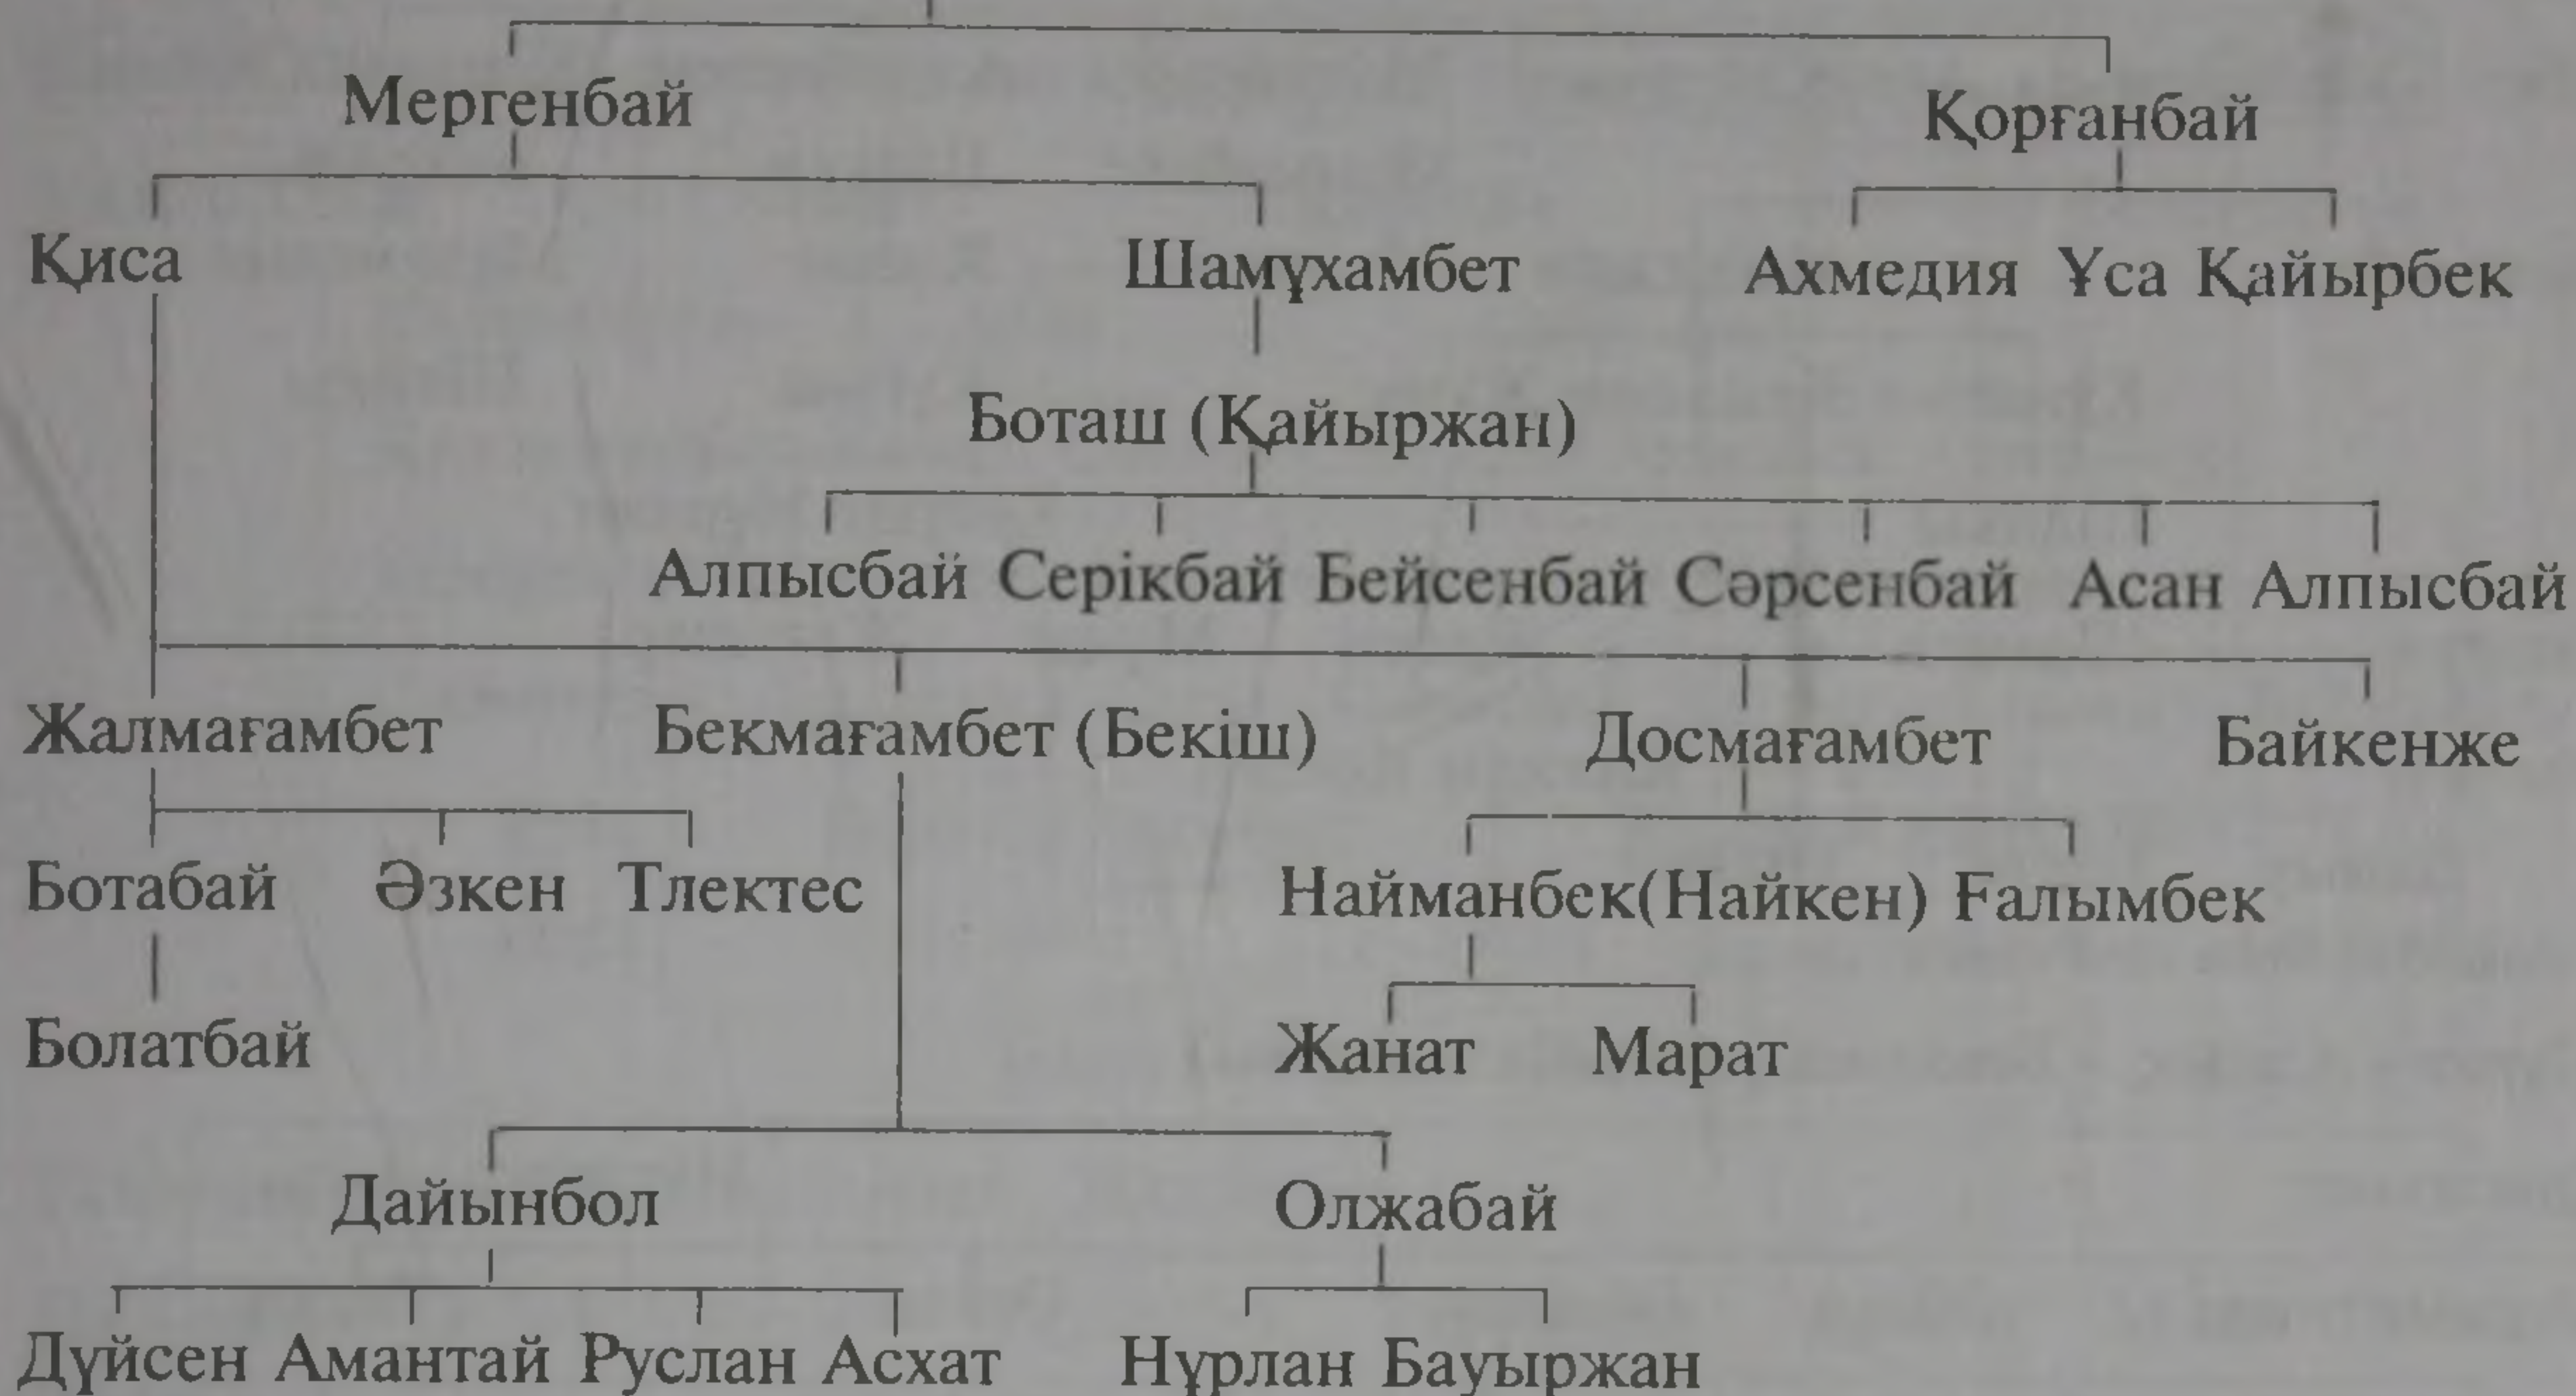 Мергенбай Қорғанбай
Қиса Шамұхамбет Ахмедия Ұса Қайырбек
Боташ (Қайыржан)
Алпысбай Серікбай Бейсенбай Сәрсенбай Асан Алпысбай
Жалмағамбет Бекмағамбет (Бекіш) Досмағамбет Байкенже
Ботабай Әзкен Тлектес Найманбек(Найкен) Ғалымбек
Болатбай Жанат Марат
Дайынбол Олжабай
Дүйсен Амантай Руслан Асхат Нұрлан Бауыржан